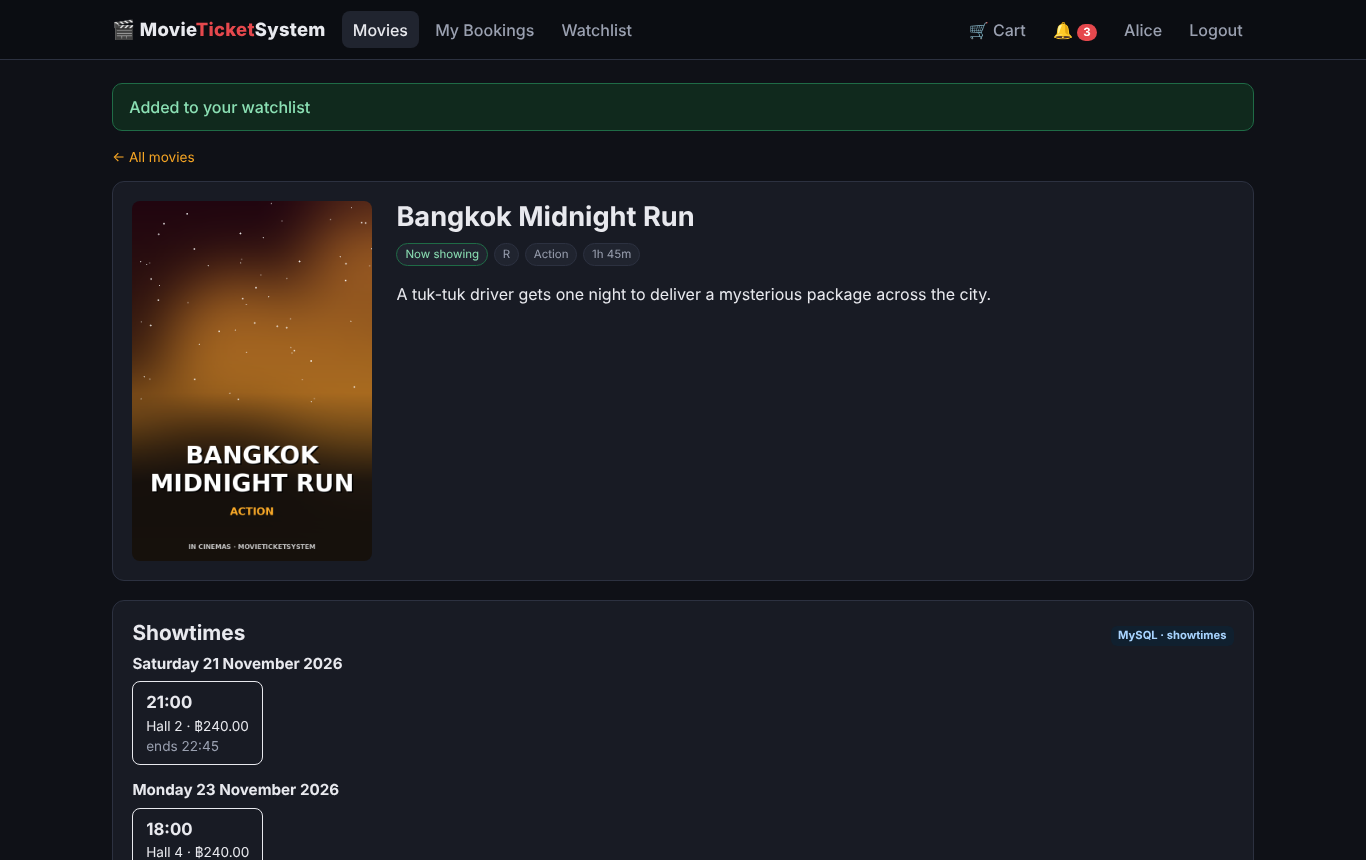 🎬 MovieTicketSystem Movies My Bookings Watchlist 🛒 Cart 🔔 3 Alice Logout
Added to your watchlist
← All movies
Bangkok Midnight Run
Now showing R Action 1h 45m
A tuk-tuk driver gets one night to deliver a mysterious package across the city.
BANGKOK
MIDNIGHT RUN
ACTION
IN CINEMAS · MOVIETICKETSYSTEM
Showtimes MySQL · showtimes
Saturday 21 November 2026
21:00
Hall 2 · ฿240.00
ends 22:45
Monday 23 November 2026
18:00
Hall 4 · ฿240.00